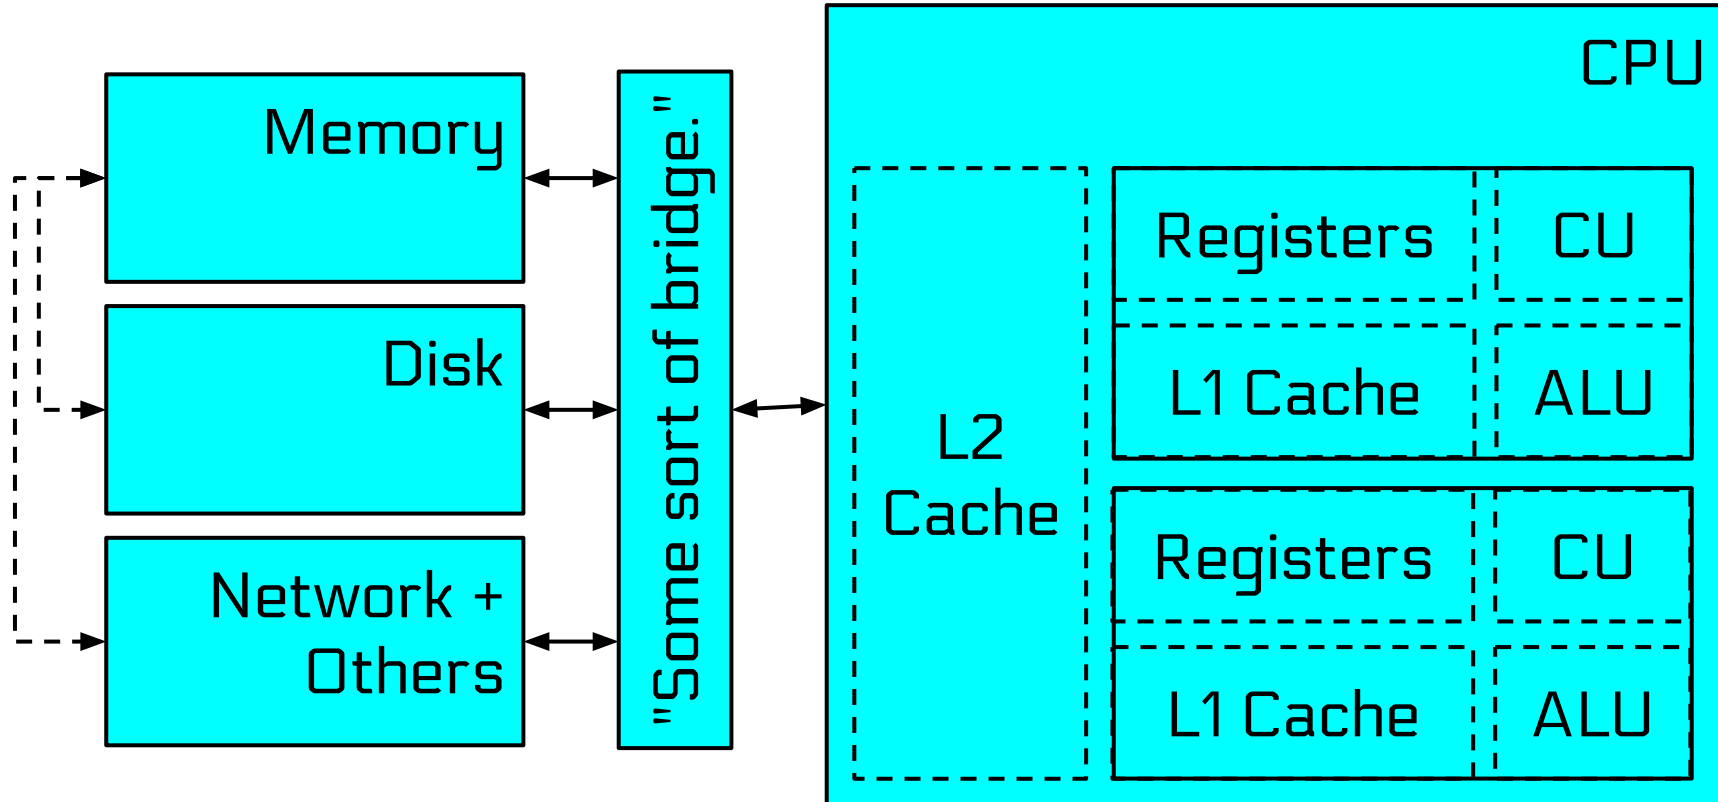 CPU
Memory
Disk
Network +
Others
"Some sort of bridge."
L2
Cache
Registers
CU
L1 Cache
ALU
Registers
CU
L1 Cache
ALU